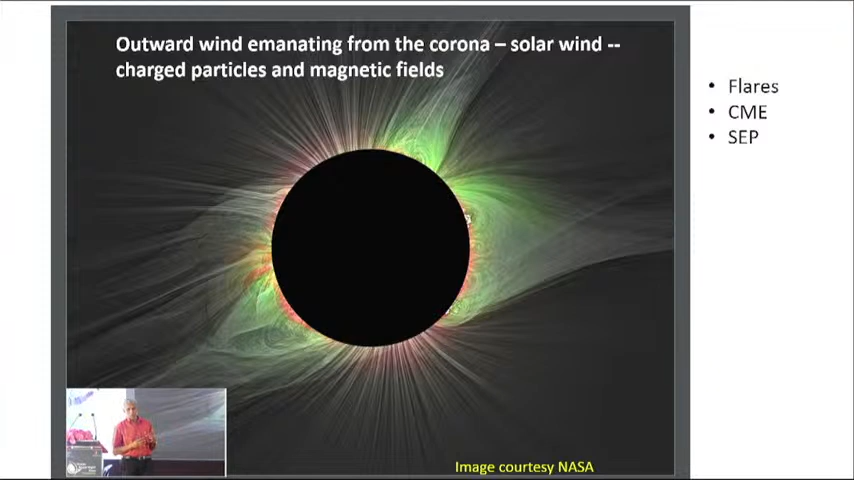 Outward wind emanating from the corona – solar wind --
charged particles and magnetic fields
• Flares
• CME
• SEP
Image courtesy NASA